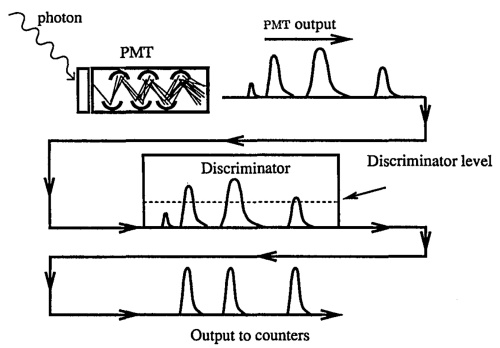 photon
PMT
PMT output
Discriminator
Discriminator level
Output to counters